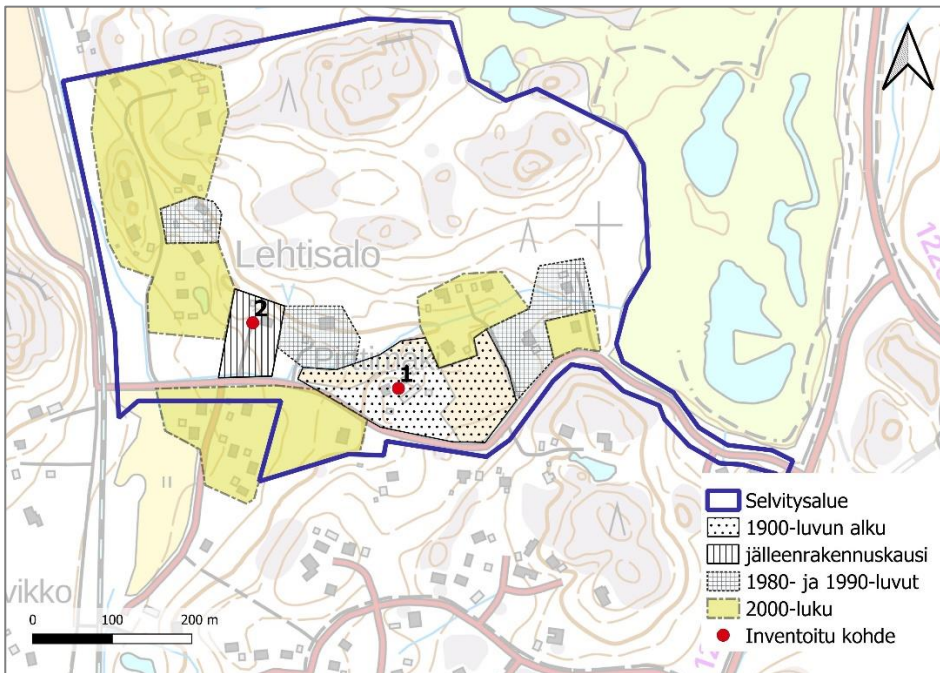 Lehtisalo
2
1
vikko
0 100 200 m
Selvitysalue
1900-luvun alku
jälleenrakennuskausi
1980- ja 1990-luvut
2000-luku
Inventoitu kohde